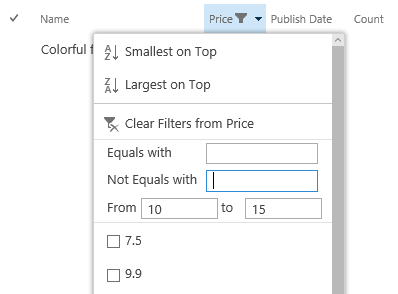 Name Price Publish Date Count
Colorful
Smallest on Top
Largest on Top
Clear Filters from Price
Equals with
Not Equals with
From 10 to 15
7.5
9.9